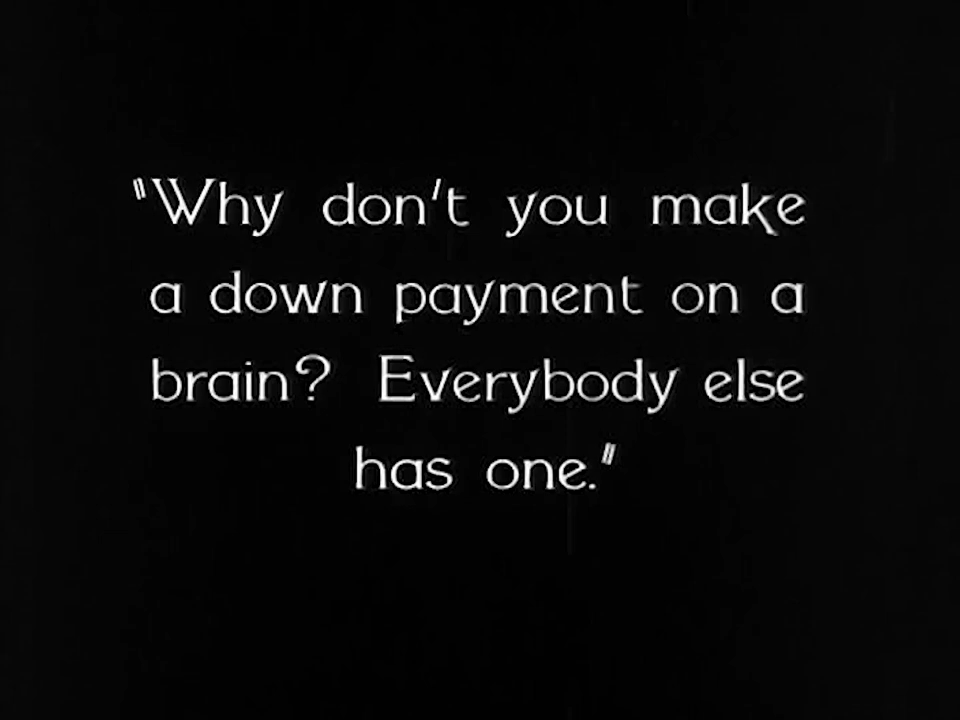 "Why don't you make
a down payment on a
brain? Everybody else
has one."